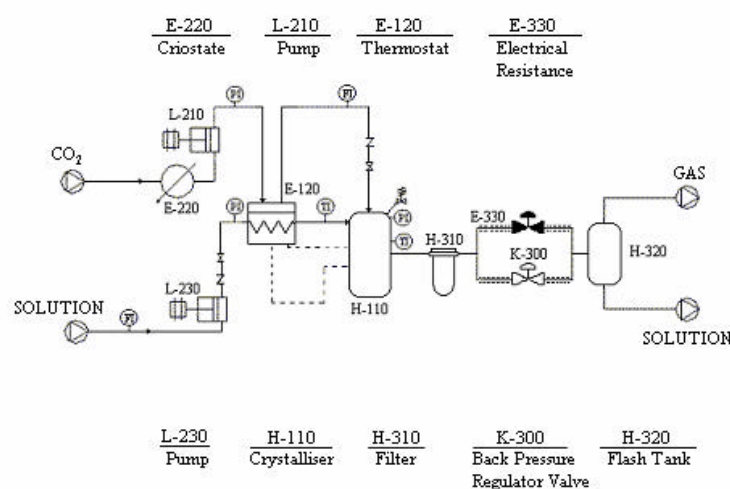 E-220 L-210 E-120 E-330
Criostate Pump Thermostat Electrical
Resistance
PI FI
L-210
CO₂
GAS
E-220
E-120
PI TI
E-330
PI
TI H-310
K-300
H-320
L-230
SOLUTION
FI
H-110
SOLUTION
L-230 H-110 H-310 K-300 H-320
Pump Crystalliser Filter Back Pressure Flash Tank
Regulator Valve